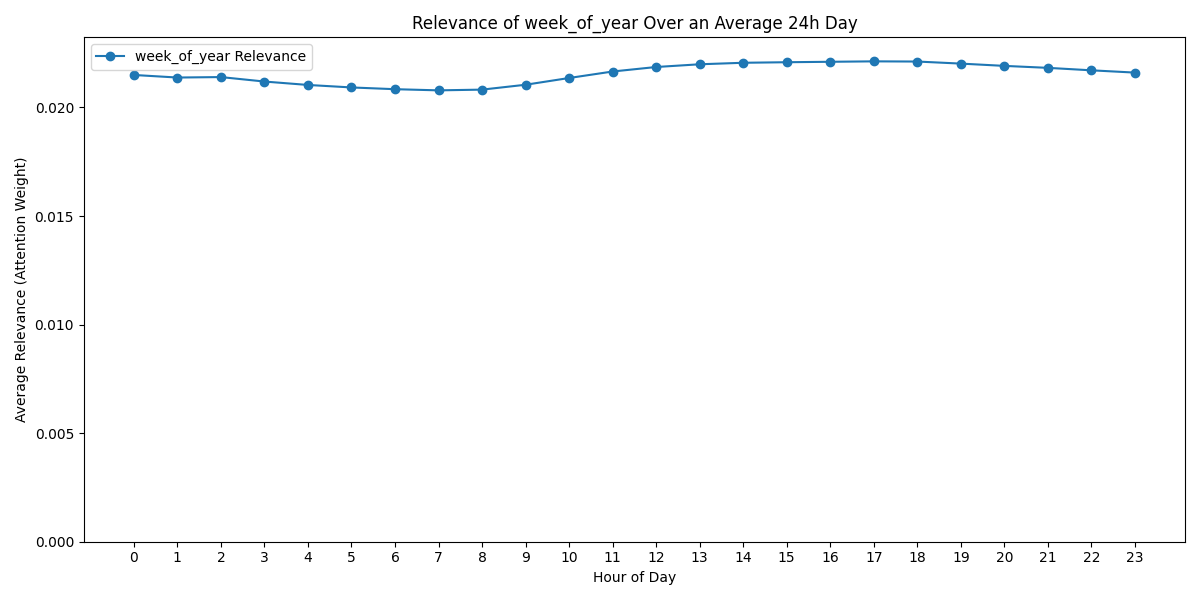 Relevance of week_of_year Over an Average 24h Day
week_of_year Relevance
Average Relevance (Attention Weight)
0.020
0.015
0.010
0.005
0.000
0 1 2 3 4 5 6 7 8 9 10 11 12 13 14 15 16 17 18 19 20 21 22 23
Hour of Day